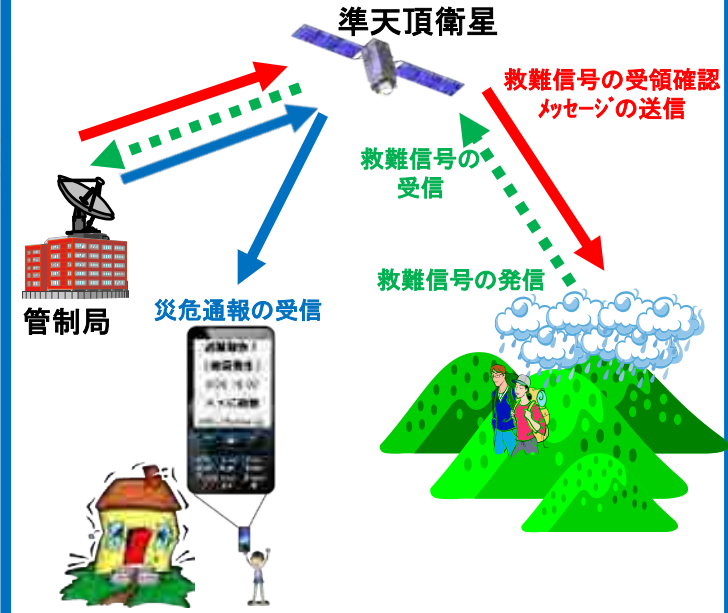 準天頂衛星
救難信号の受領確認
ﾒｯｾｰｼﾞの送信
救難信号の
受信
救難信号の発信
災危通報の受信
管制局